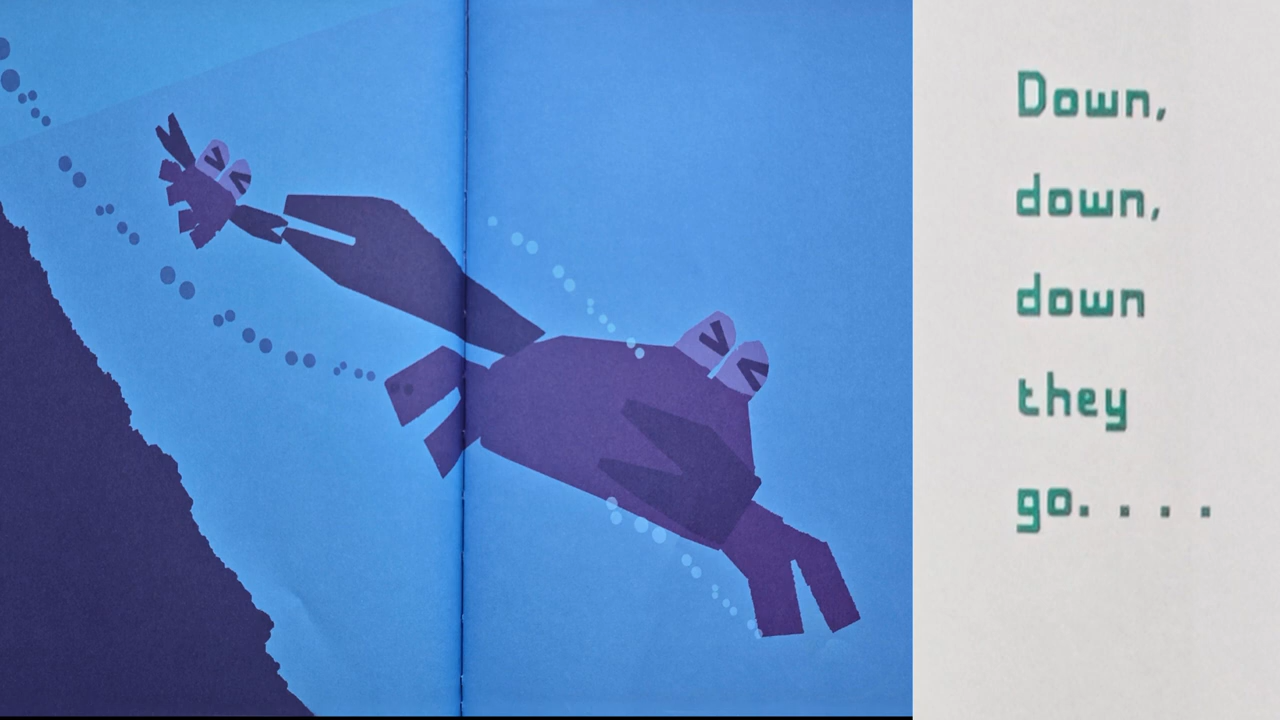 Down,
down,
down
they
go. . . .